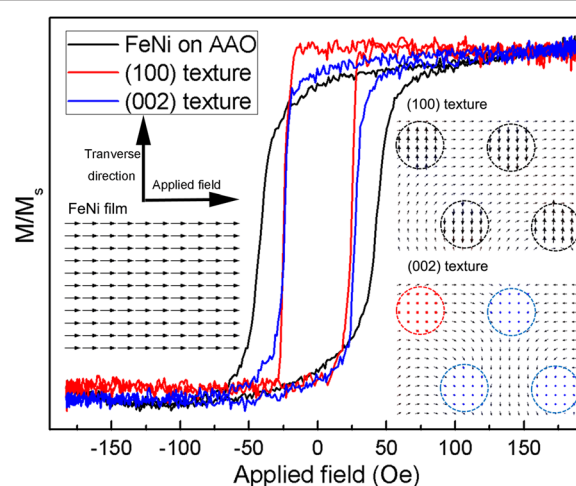 FeNi on AAO
(100) texture
(002) texture
Tranverse
direction
Applied field
FeNi film
(100) texture
(002) texture
M/Ms
-150 -100 -50 0 50 100 150
Applied field (Oe)